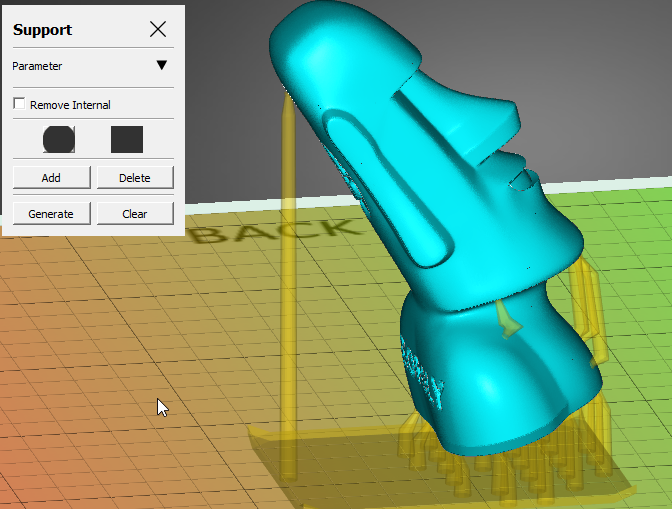 Support
Parameter
Remove Internal
Add
Delete
Generate
Clear
BACK